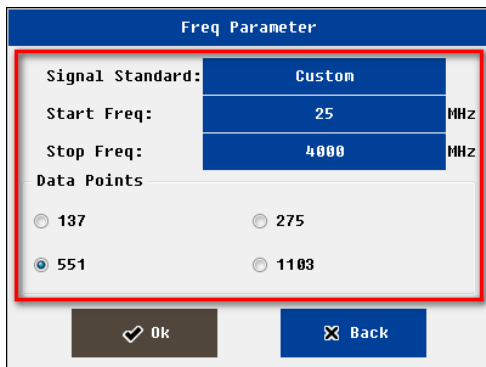 Freq Parameter
Signal Standard: Custom
Start Freq: 25 MHz
Stop Freq: 4000 MHz
Data Points
137 275
551 1103
Ok Back